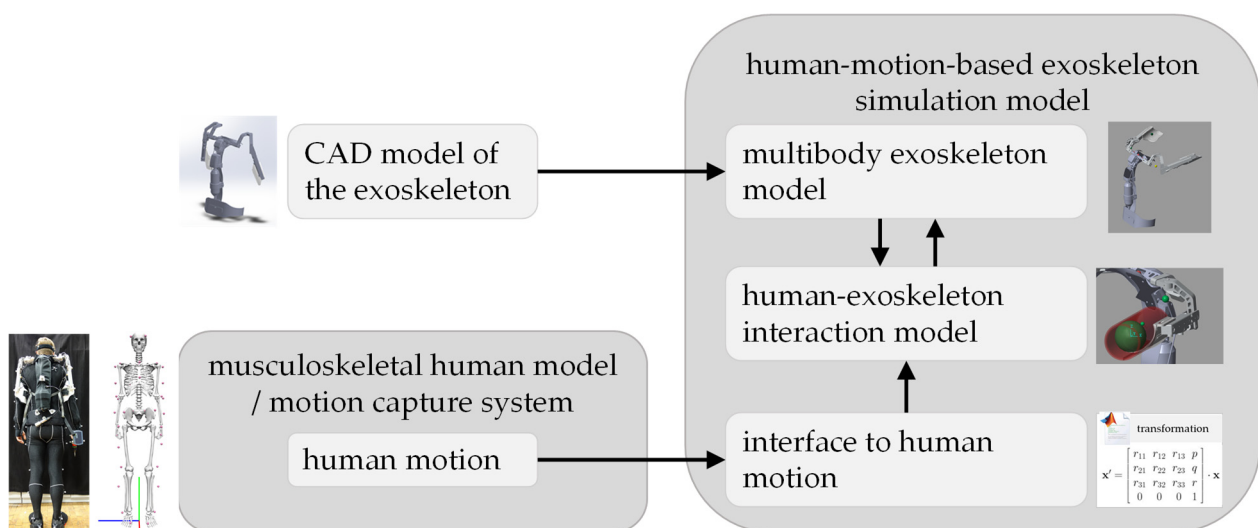 human-motion-based exoskeleton
simulation model
CAD model of
the exoskeleton
multibody exoskeleton
model
human-exoskeleton
interaction model
musculoskeletal human model
/ motion capture system
human motion
interface to human
motion
transformation
x′ = [ r11 r12 r13 p
r21 r22 r23 q
r31 r32 r33 r
0 0 0 1 ] · x